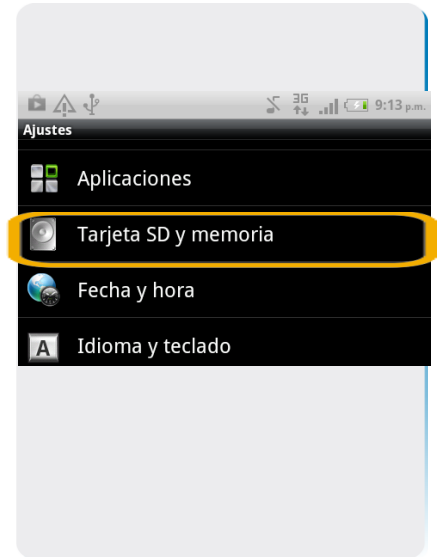 3G 9:13 p.m.
Ajustes
Aplicaciones
Tarjeta SD y memoria
Fecha y hora
A Idioma y teclado